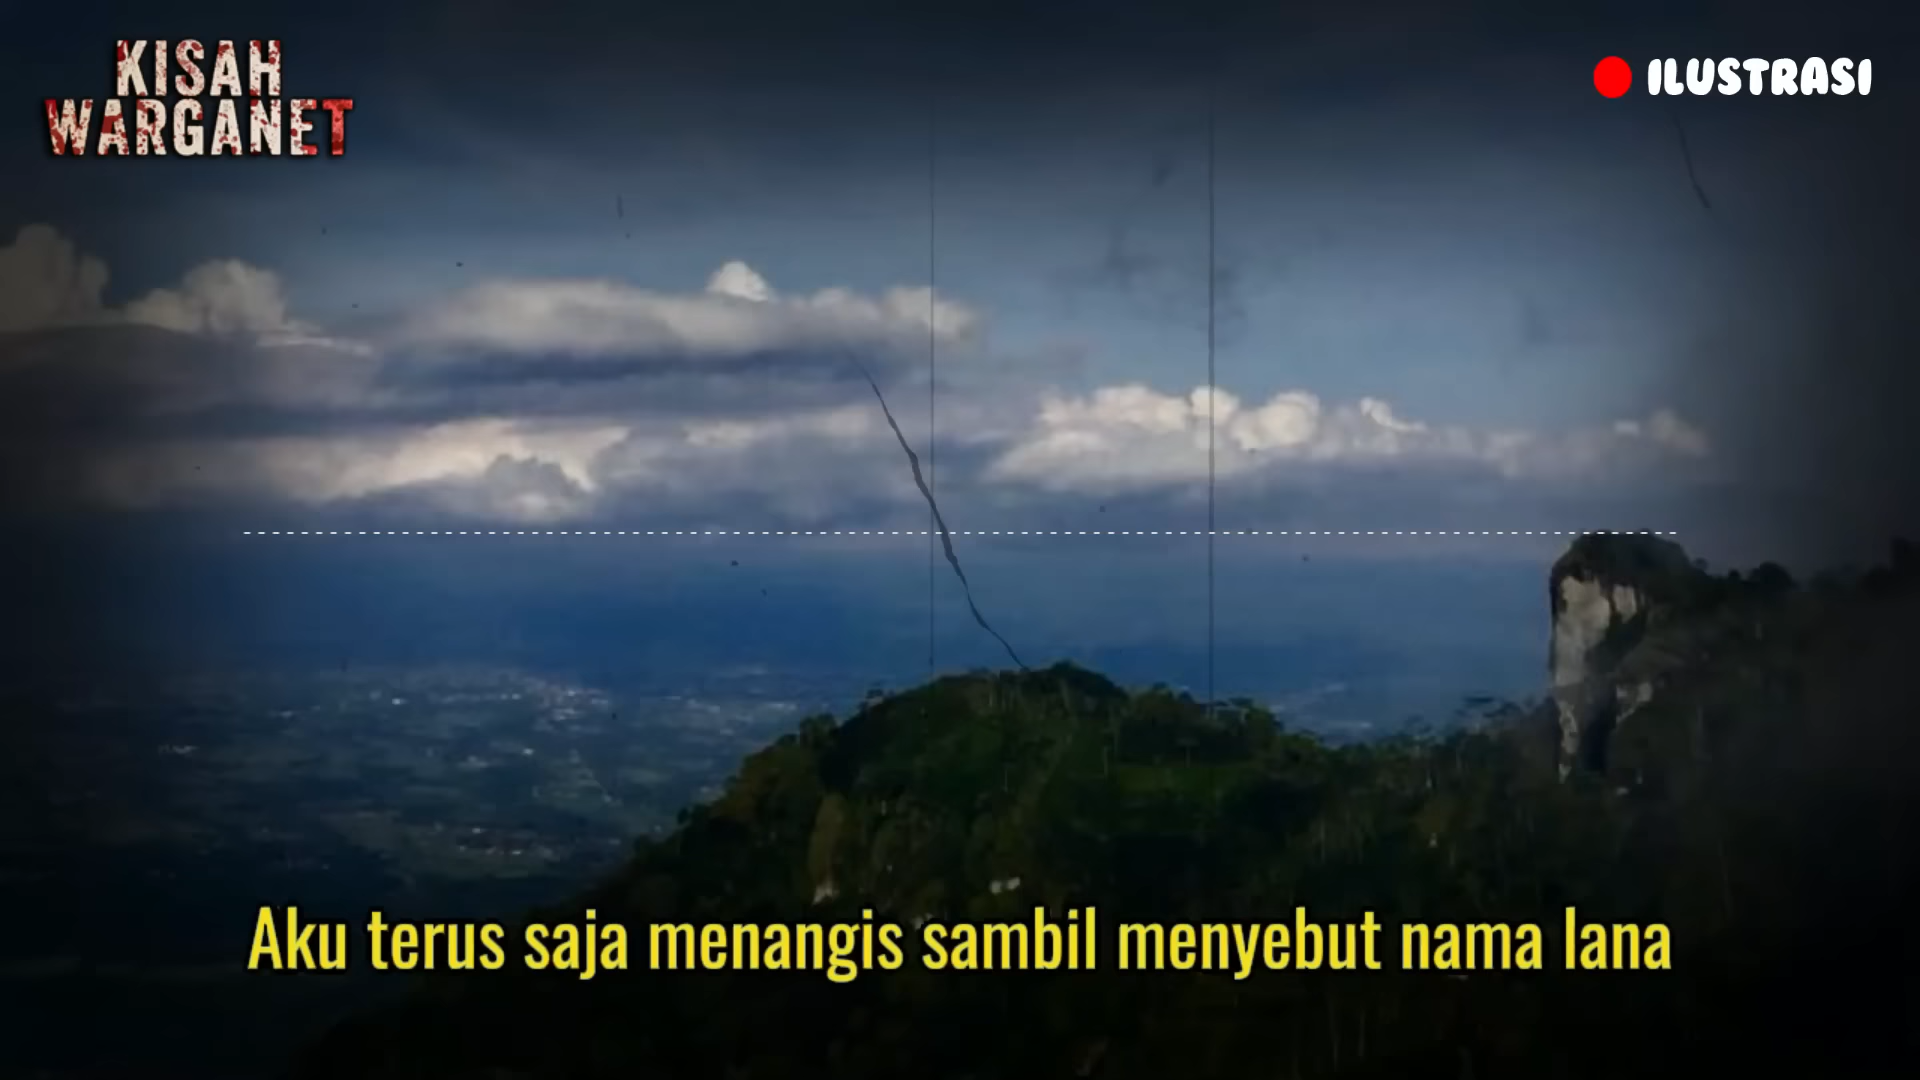 KISAH
WARGANET
ILUSTRASI
Aku terus saja menangis sambil menyebut nama lana